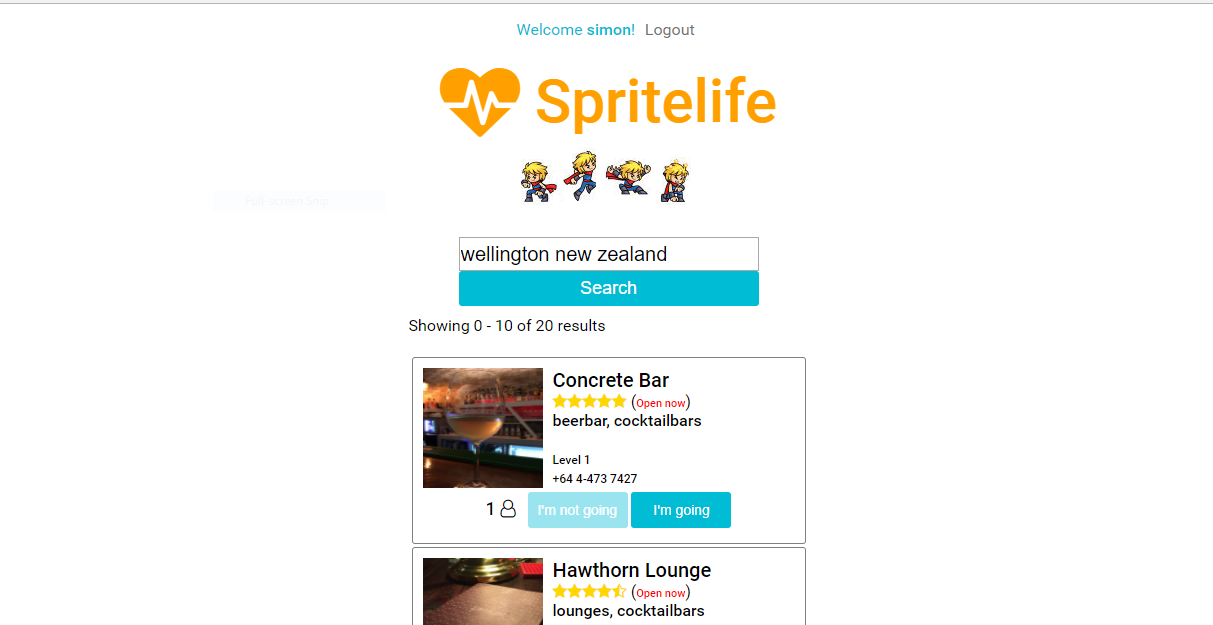 Welcome simon! Logout
Spritelife
Full-screen Snip
wellington new zealand
Search
Showing 0 - 10 of 20 results
Concrete Bar
(Open now)
beerbar, cocktailbars
Level 1
+64 4-473 7427
1 I'm not going I'm going
Hawthorn Lounge
(Open now)
lounges, cocktailbars